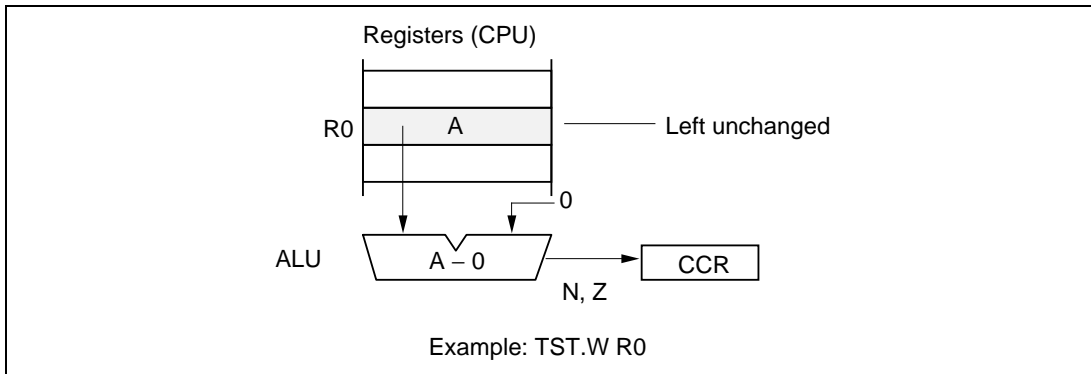 Registers (CPU)
R0 A Left unchanged
0
ALU A – 0 CCR
N, Z
Example: TST.W R0